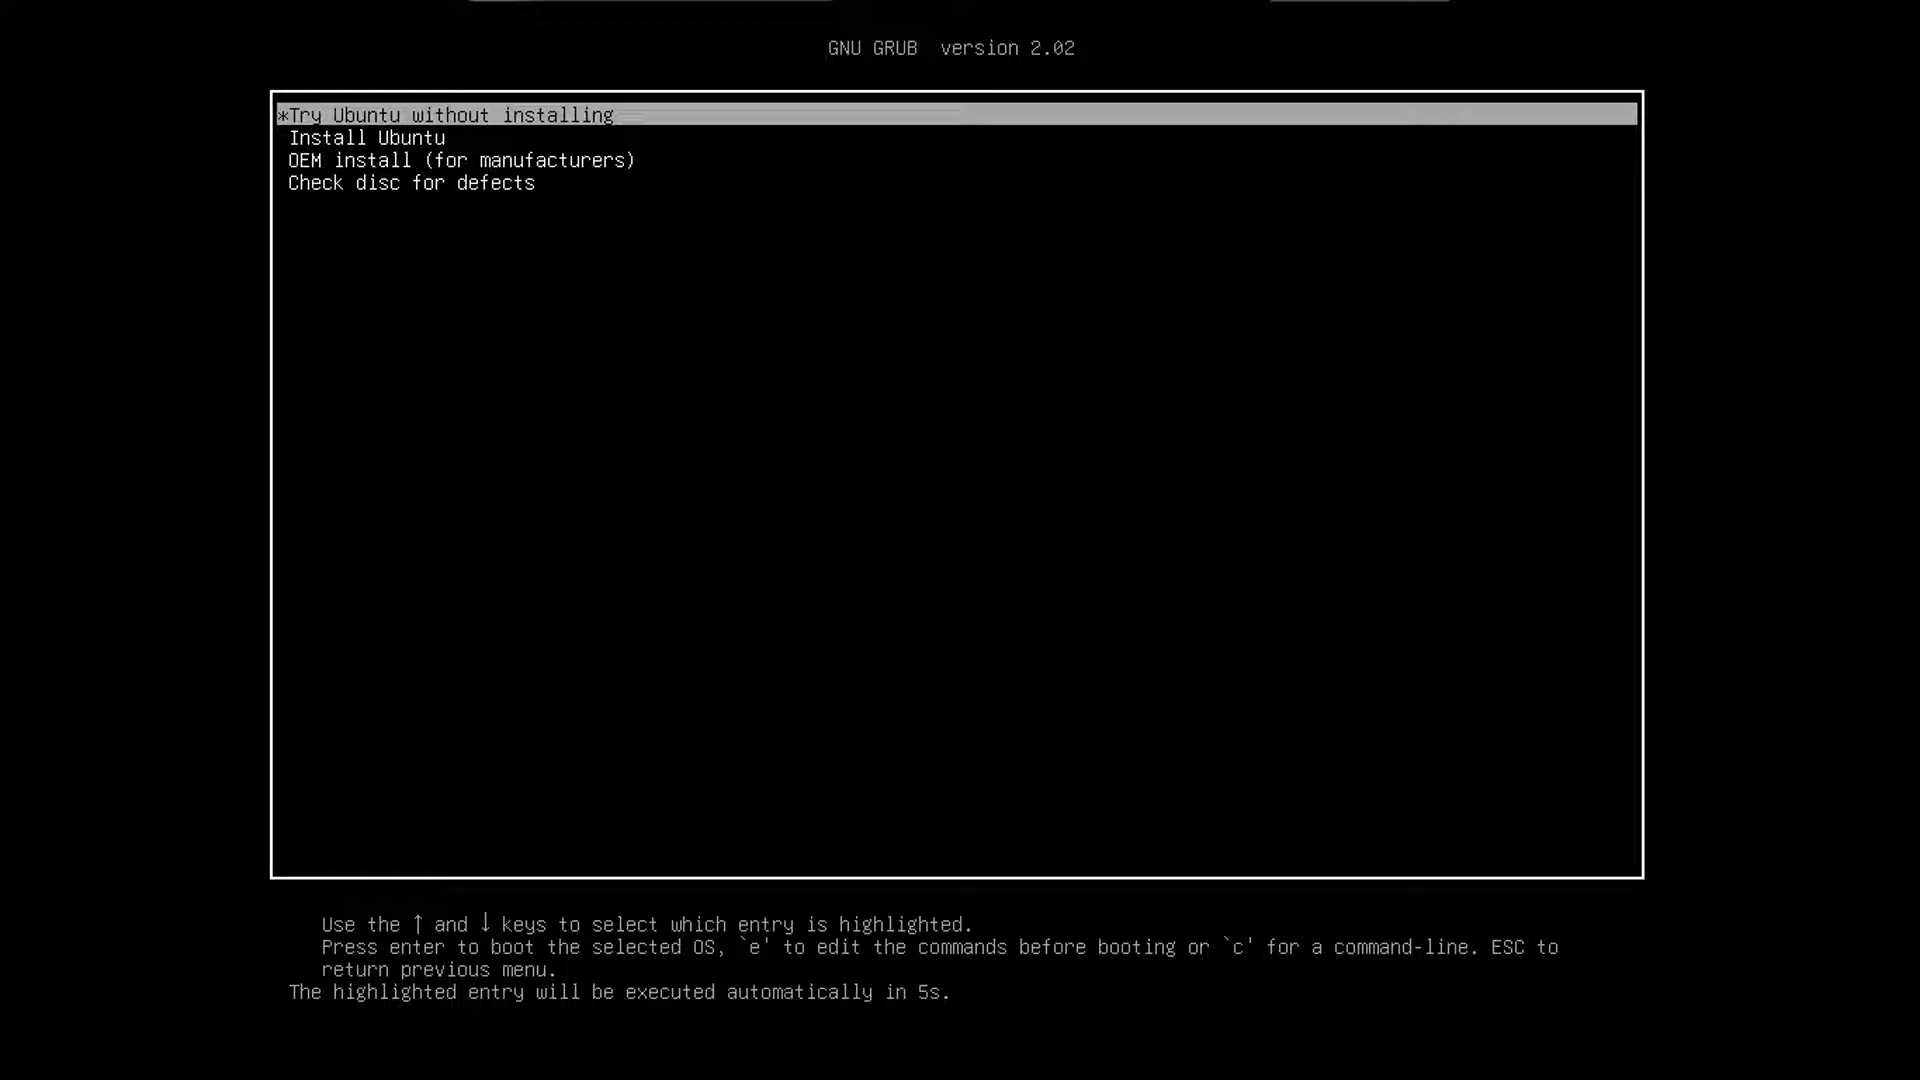 GNU GRUB  version 2.02
*Try Ubuntu without installing
Install Ubuntu
OEM install (for manufacturers)
Check disc for defects
Use the ↑ and ↓ keys to select which entry is highlighted.
Press enter to boot the selected OS, `e' to edit the commands before booting or `c' for a command-line. ESC to
return previous menu.
The highlighted entry will be executed automatically in 5s.